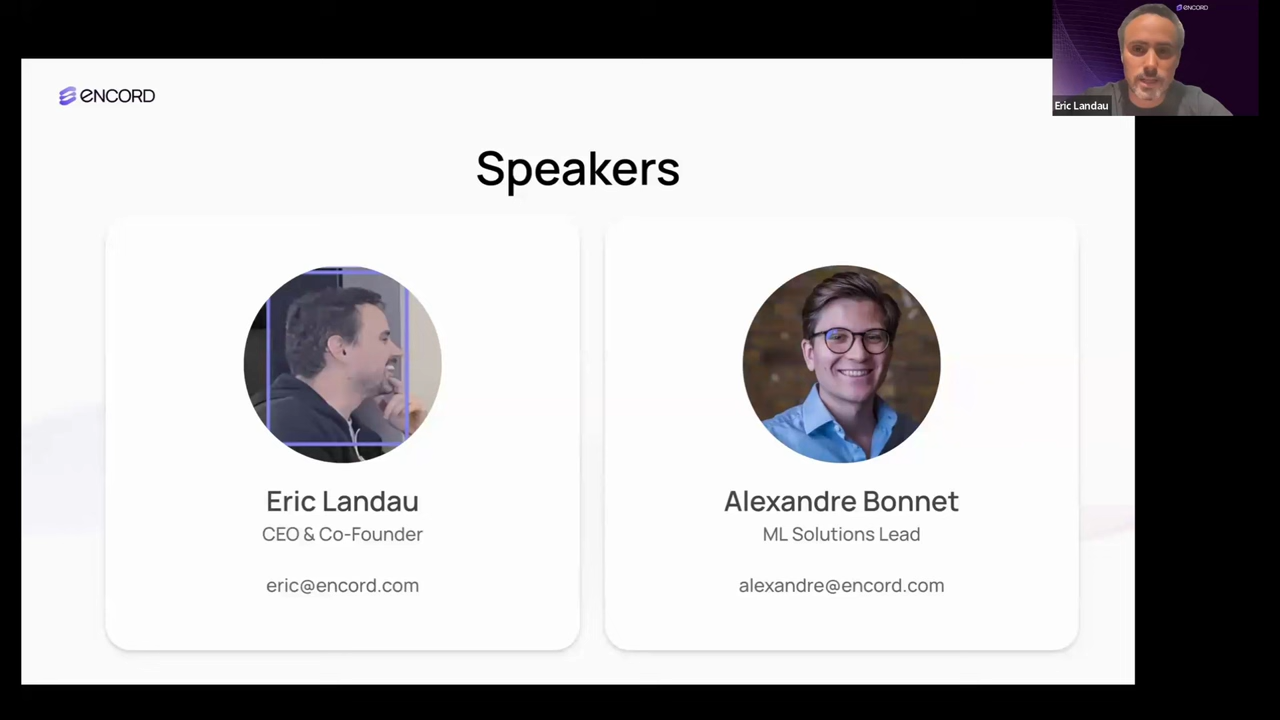 ENCORD
Eric Landau
ENCORD
Speakers
Eric Landau
CEO & Co-Founder
eric@encord.com
Alexandre Bonnet
ML Solutions Lead
alexandre@encord.com